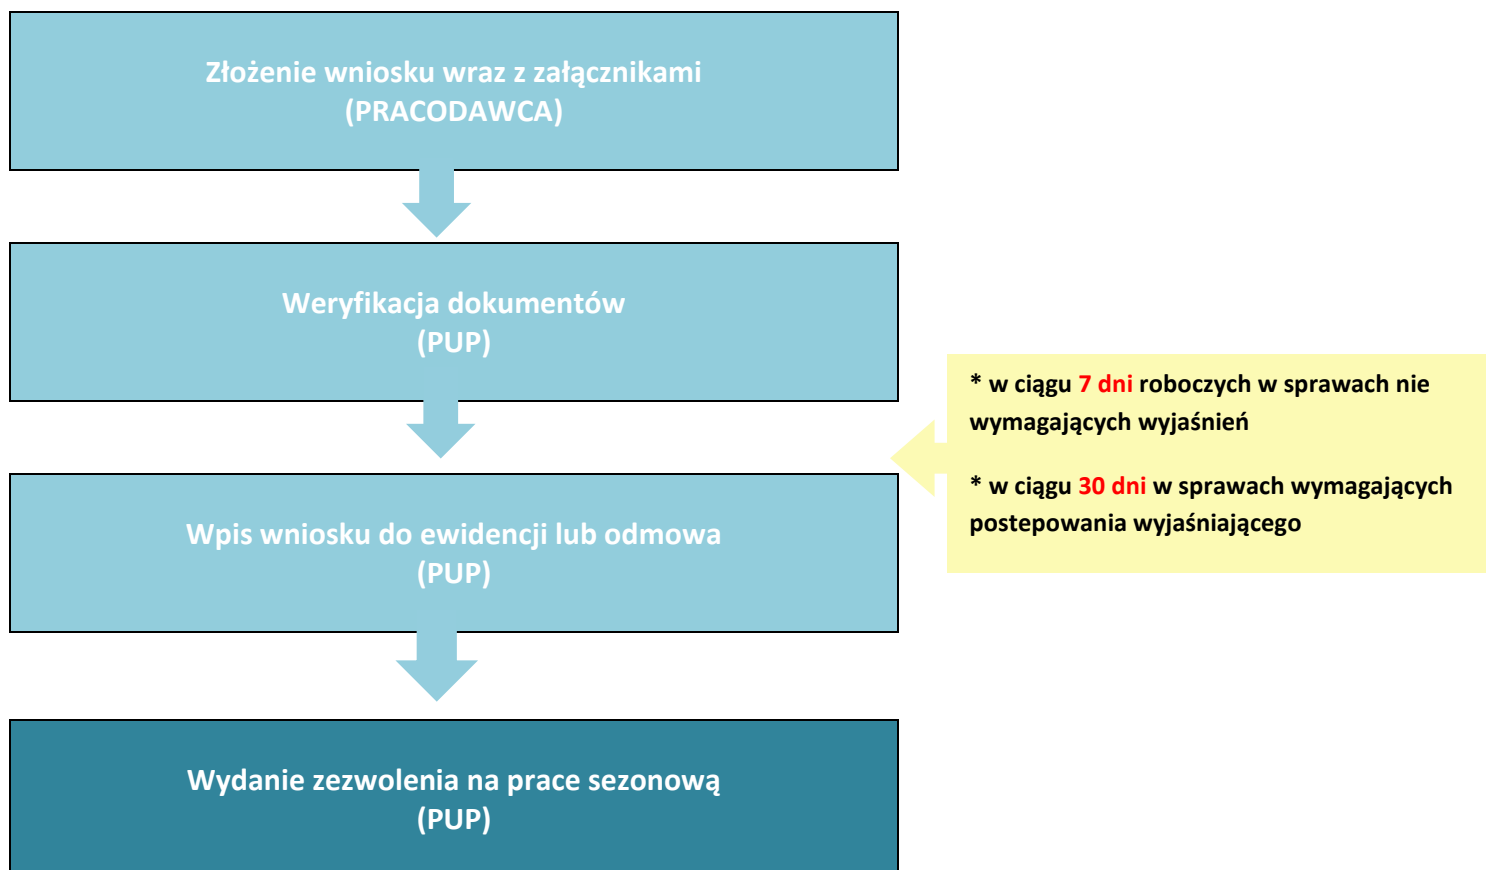 Złożenie wniosku wraz z załącznikami
(PRACODAWCA)
Weryfikacja dokumentów
(PUP)
* w ciągu 7 dni roboczych w sprawach nie
wymagających wyjaśnień
* w ciągu 30 dni w sprawach wymagających
postepowania wyjaśniającego
Wpis wniosku do ewidencji lub odmowa
(PUP)
Wydanie zezwolenia na prace sezonową
(PUP)